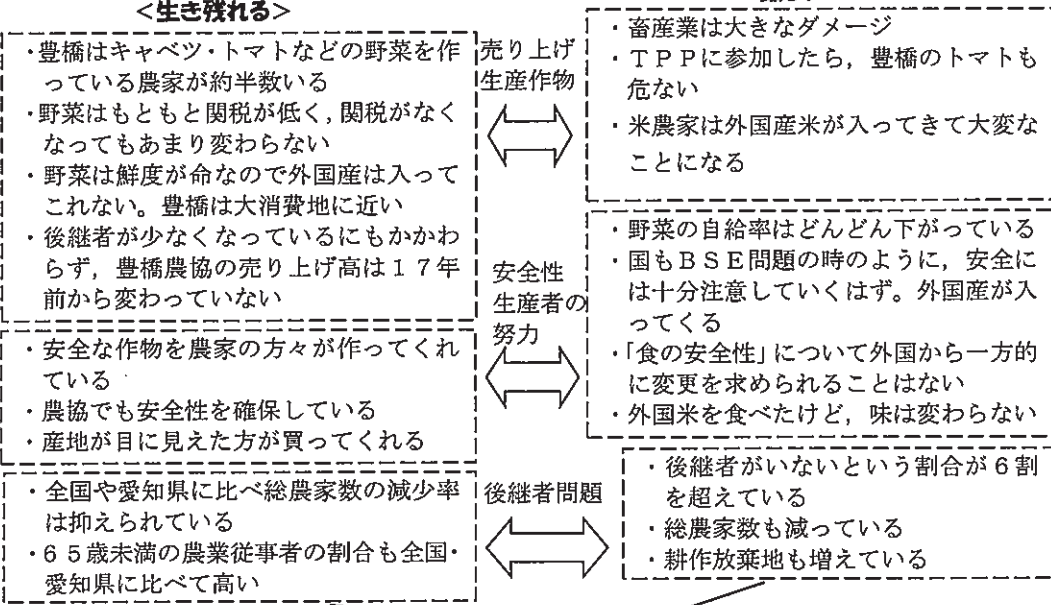 <生き残れる>
・豊橋はキャベツ・トマトなどの野菜を作
っている農家が約半数いる
・野菜はもともと関税が低く，関税がなく
なってもあまり変わらない
・野菜は鮮度が命なので外国産は入って
これない。豊橋は大消費地に近い
・後継者が少なくなっているにもかかわ
らず，豊橋農協の売り上げ高は１７年
前から変わっていない
売り上げ
生産作物
・畜産業は大きなダメージ
・ＴＰＰに参加したら，豊橋のトマトも
危ない
・米農家は外国産米が入ってきて大変な
ことになる
・安全な作物を農家の方々が作ってくれ
ている
・農協でも安全性を確保している
・産地が目に見えた方が買ってくれる
安全性
生産者の
努力
・野菜の自給率はどんどん下がっている
・国もＢＳＥ問題の時のように，安全に
は十分注意していくはず。外国産が入
ってくる
・「食の安全性」について外国から一方的
に変更を求められることはない
・外国米を食べたけど，味は変わらない
・全国や愛知県に比べ総農家数の減少率
は抑えられている
・６５歳未満の農業従事者の割合も全国・
愛知県に比べて高い
後継者問題
・後継者がいないという割合が６割
を超えている
・総農家数も減っている
・耕作放棄地も増えている